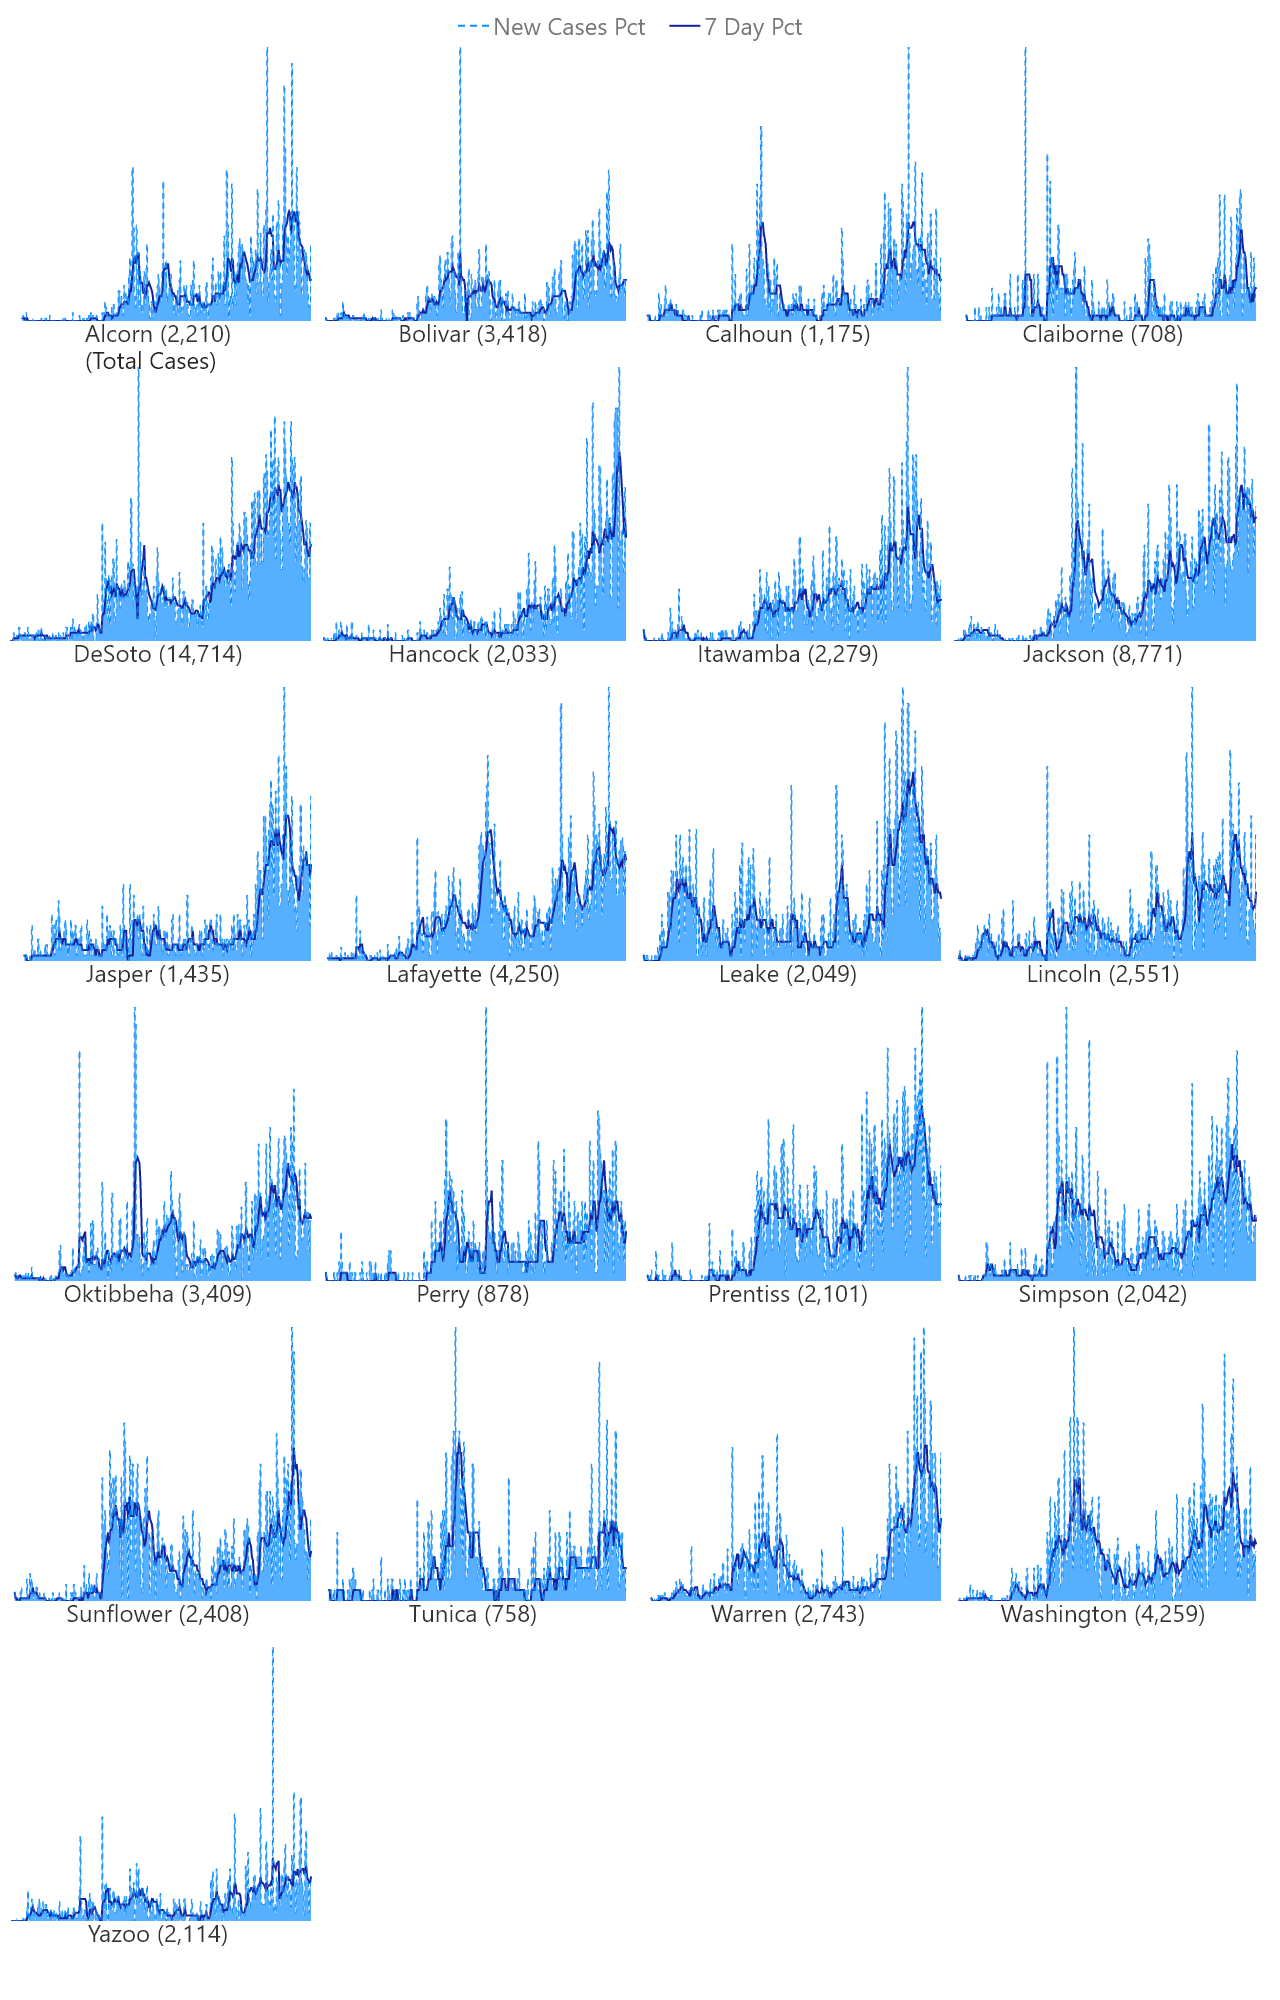 New Cases Pct 7 Day Pct
Alcorn (2,210) Bolivar (3,418) Calhoun (1,175) Claiborne (708)
(Total Cases)
DeSoto (14,714) Hancock (2,033) Itawamba (2,279) Jackson (8,771)
Jasper (1,435) Lafayette (4,250) Leake (2,049) Lincoln (2,551)
Oktibbeha (3,409) Perry (878) Prentiss (2,101) Simpson (2,042)
Sunflower (2,408) Tunica (758) Warren (2,743) Washington (4,259)
Yazoo (2,114)